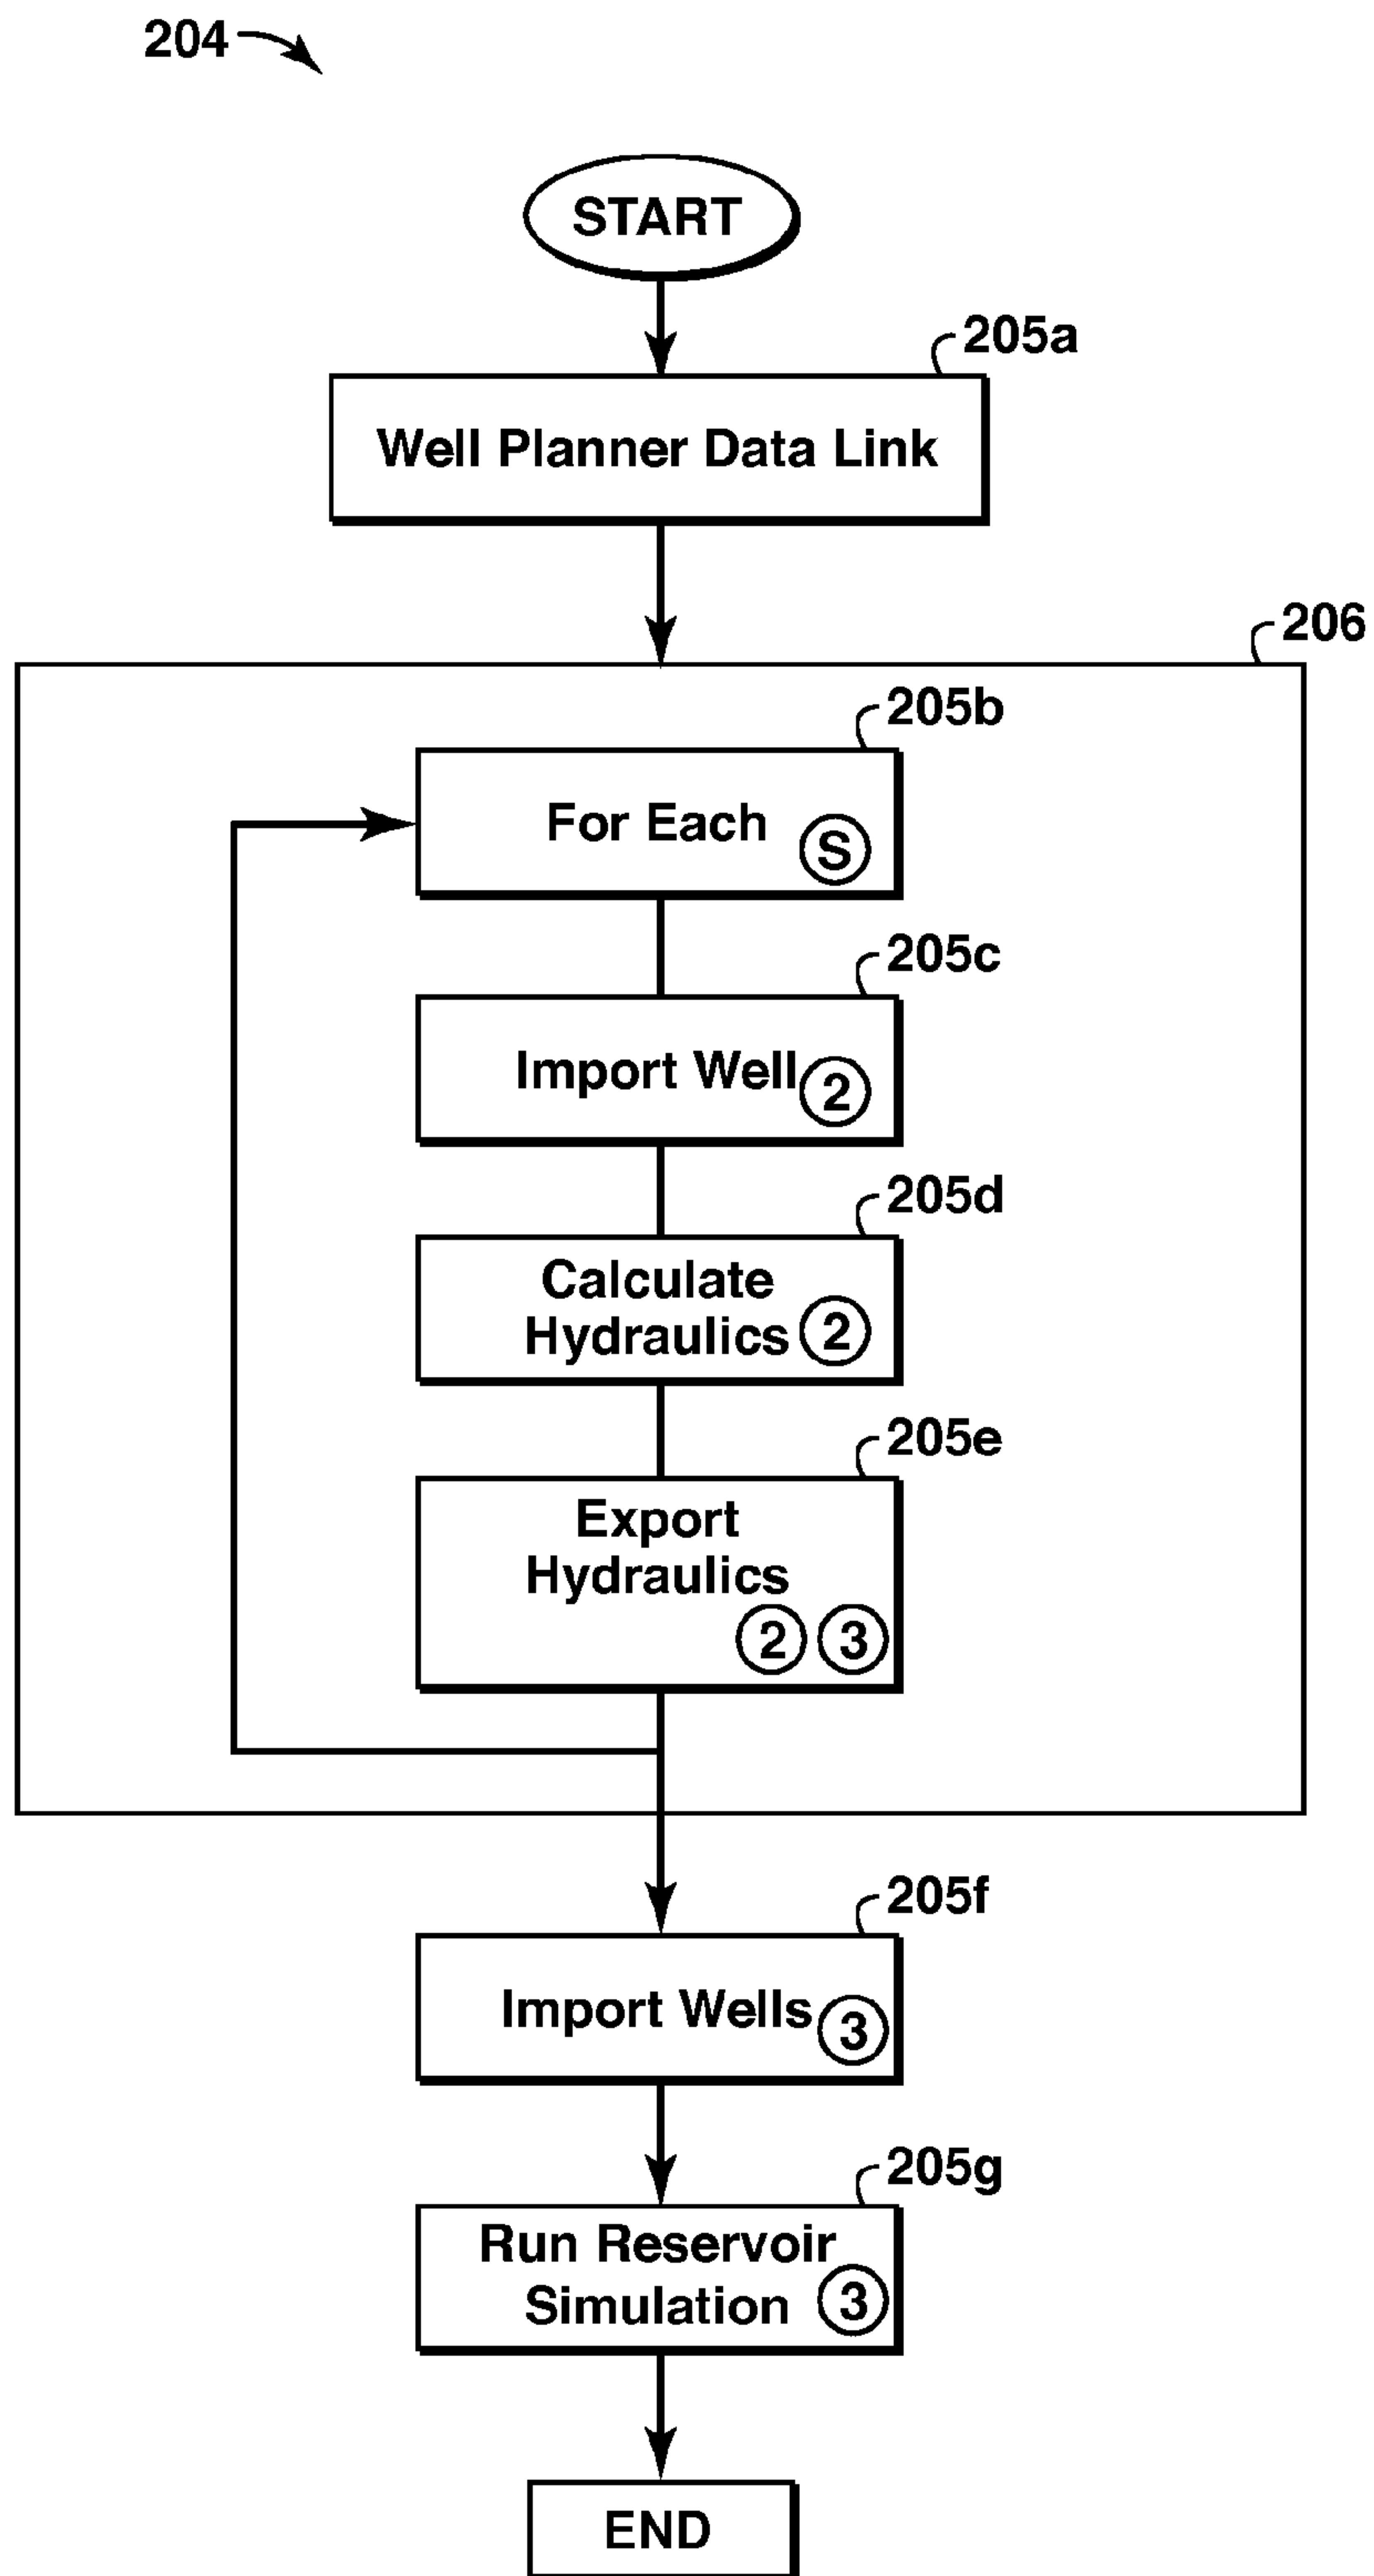 204
START
205a
Well Planner Data Link
206
205b
For Each
S
205c
Import Well
2
205d
Calculate
Hydraulics
2
205e
Export
Hydraulics
2 3
205f
Import Wells
3
205g
Run Reservoir
Simulation
3
END